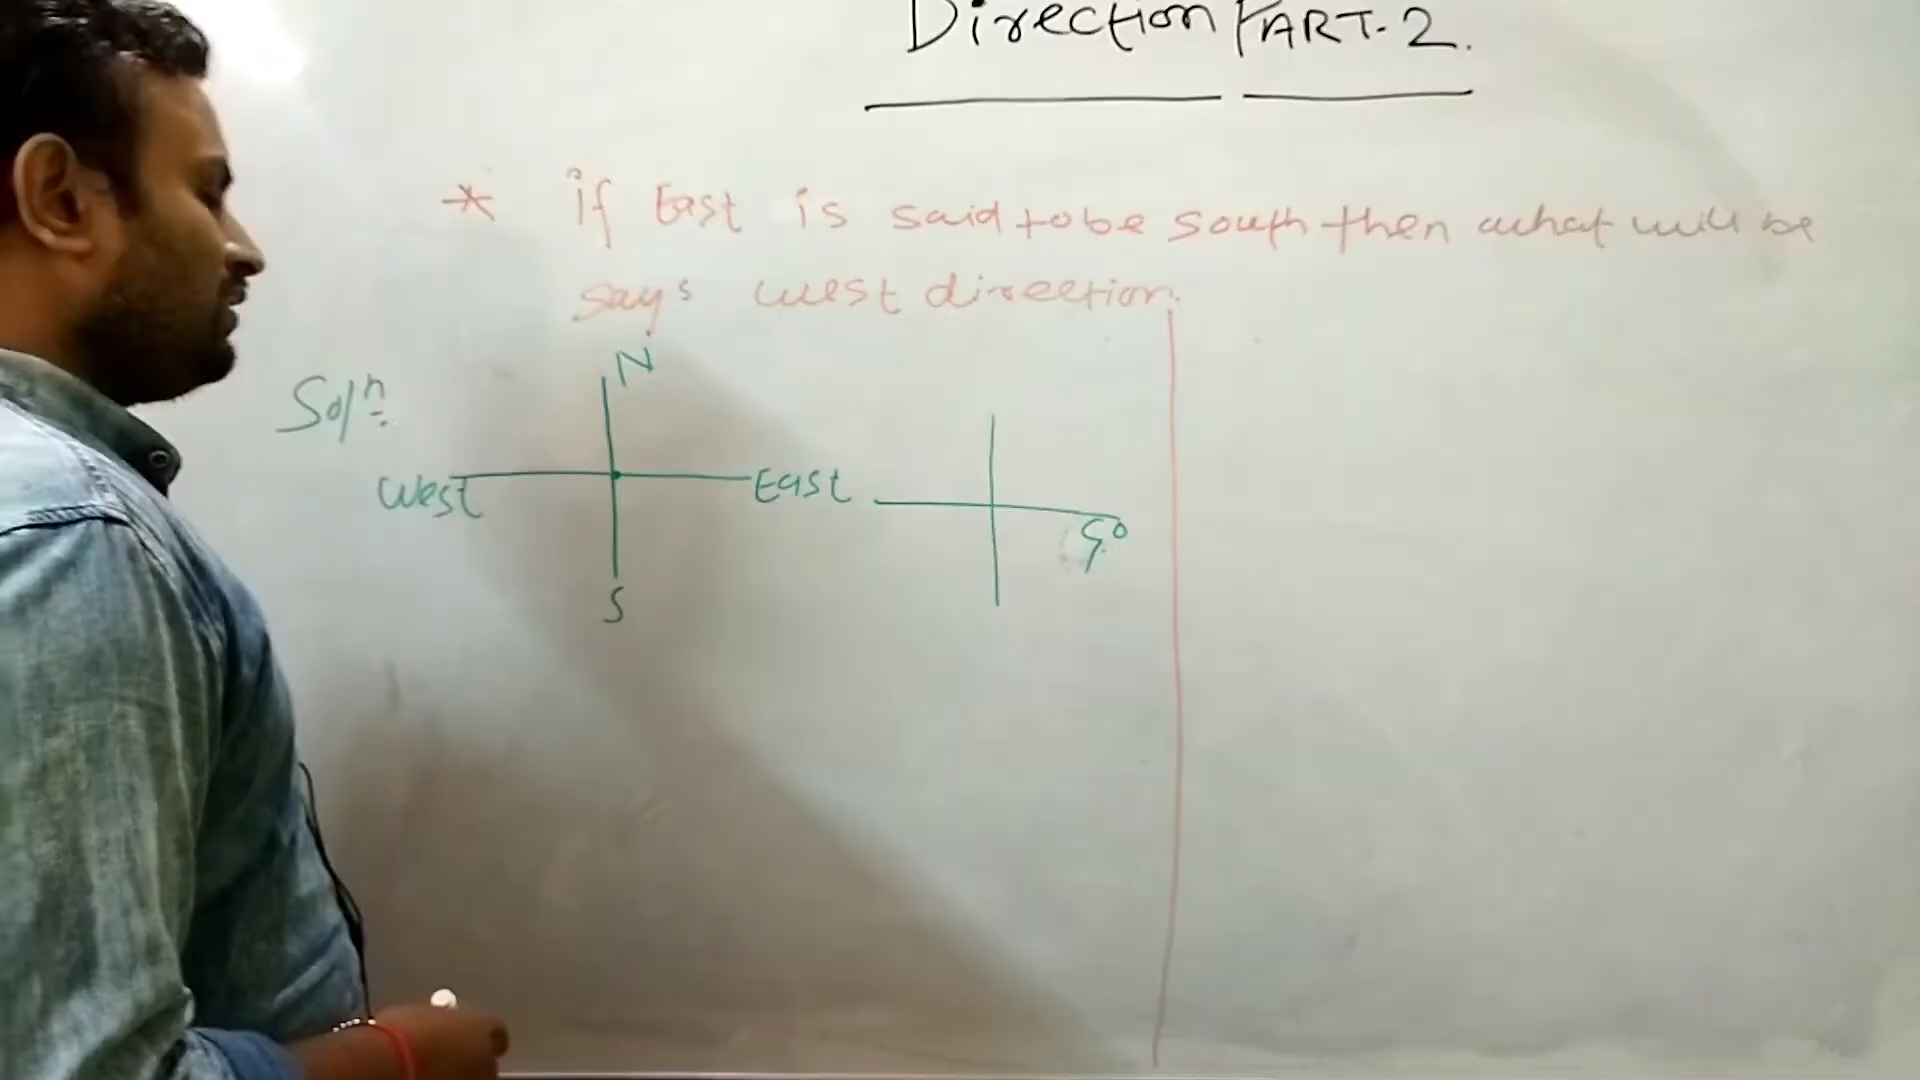 Direction PART-2.
* if East is said to be south then what will be
says west direction.
N
Solⁿ:
West
East
So
S